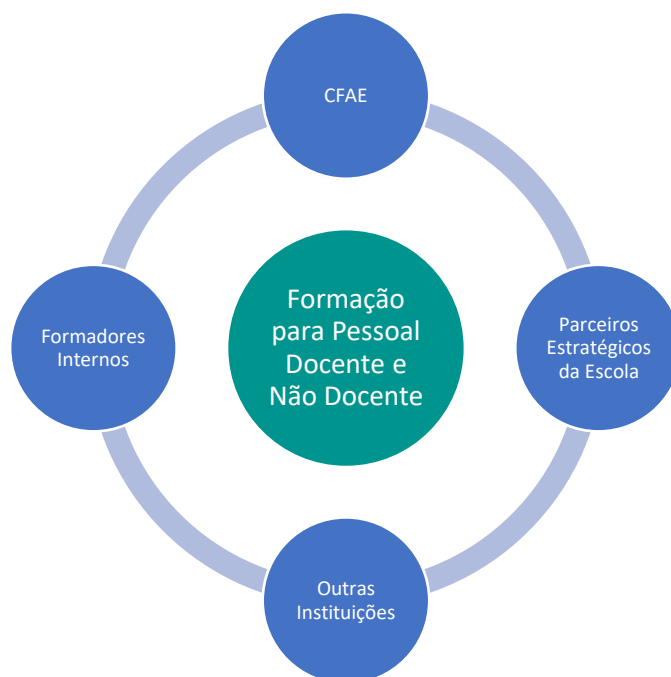 CFAE
Formadores
Internos
Formação
para Pessoal
Docente e
Não Docente
Parceiros
Estratégicos
da Escola
Outras
Instituições